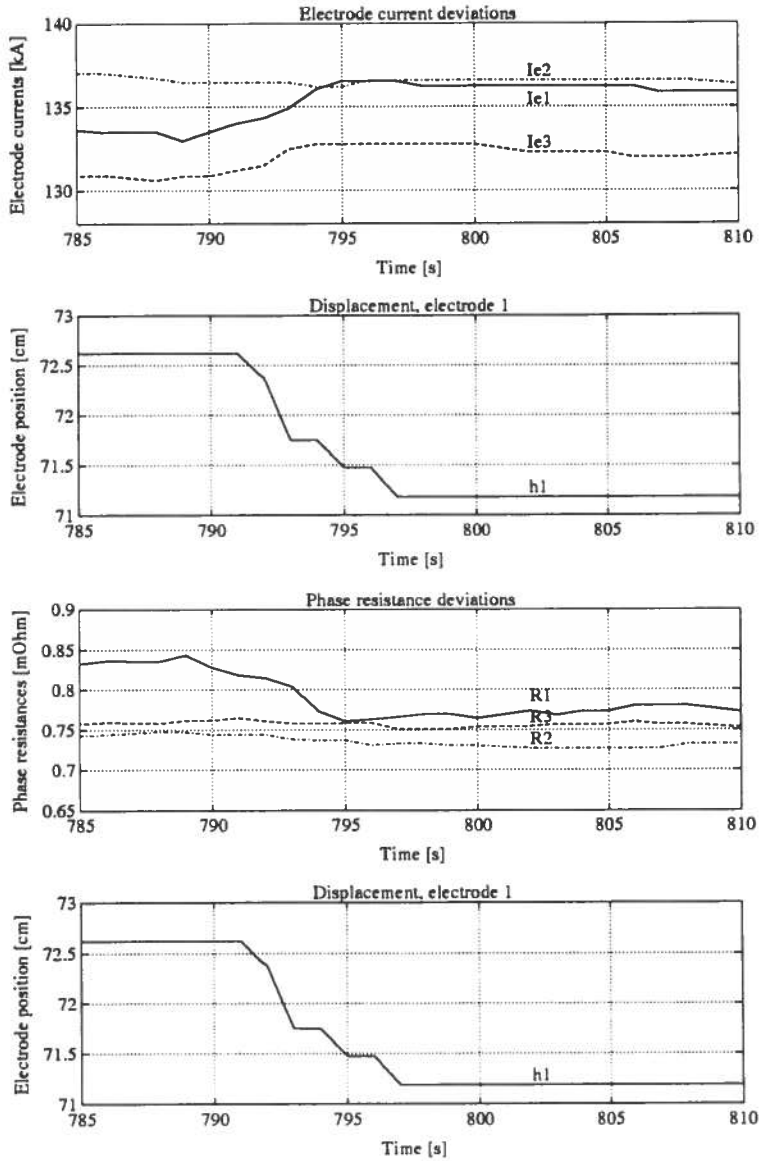 Electrode current deviations
Electrode currents [kA]
140
135
130
Ie2
Ie1
Ie3
785 790 795 800 805 810
Time [s]
Displacement, electrode 1
Electrode position [cm]
73
72.5
72
71.5
71
h1
785 790 795 800 805 810
Time [s]
Phase resistance deviations
Phase resistances [mOhm]
0.9
0.85
0.8
0.75
0.7
0.65
R1
R3
R2
785 790 795 800 805 810
Time [s]
Displacement, electrode 1
Electrode position [cm]
73
72.5
72
71.5
71
h1
785 790 795 800 805 810
Time [s]